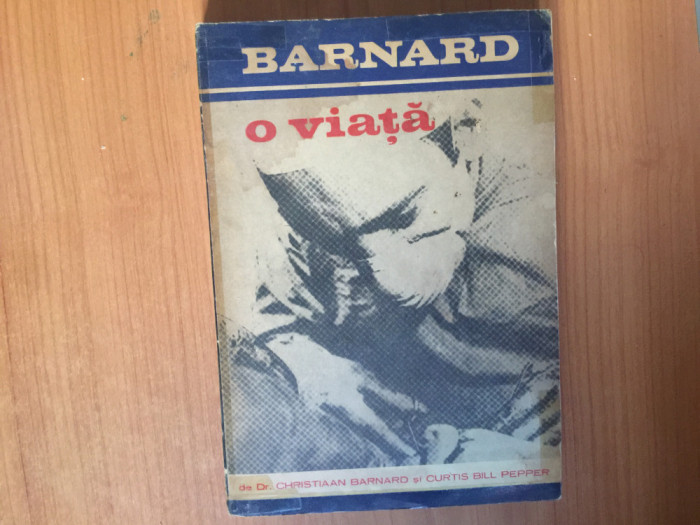 BARNARD
o viață
de Dr. CHRISTIAAN BARNARD și CURTIS BILL PEPPER